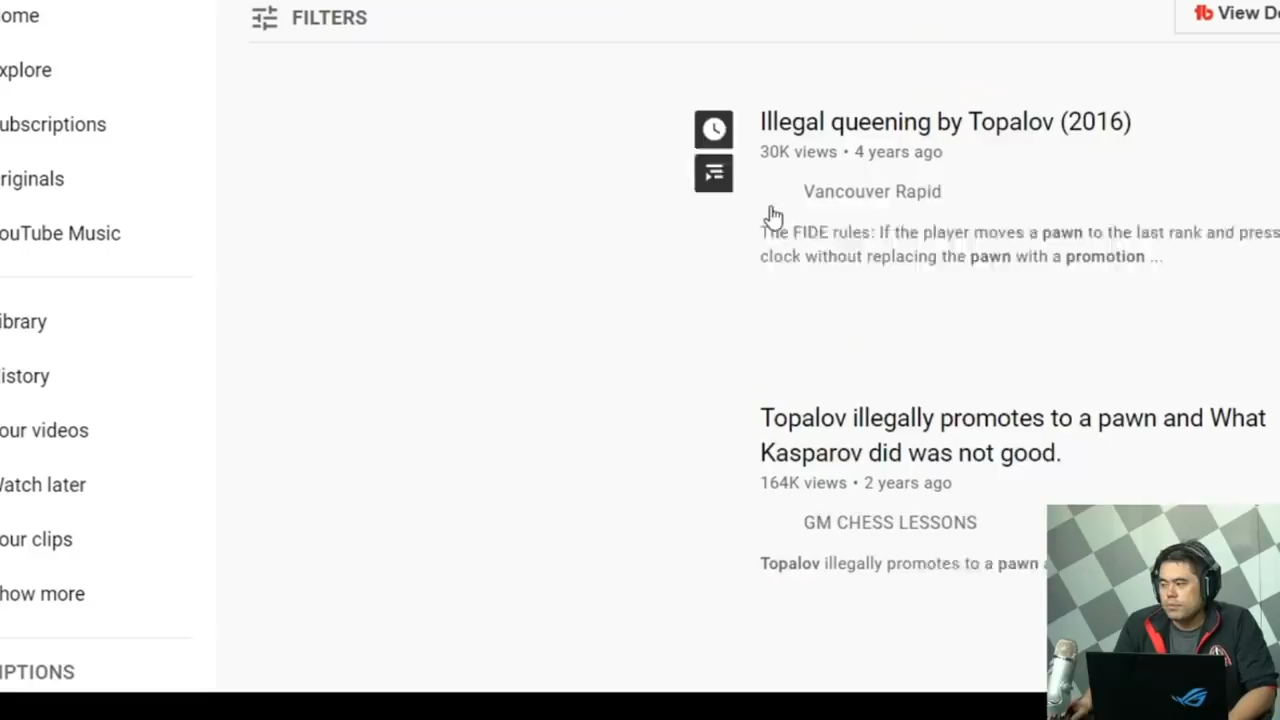 ome
xplore
ubscriptions
riginals
ouTube Music
ibrary
istory
our videos
Vatch later
our clips
how more
IPTIONS
FILTERS
View De
Illegal queening by Topalov (2016)
30K views • 4 years ago
Vancouver Rapid
The FIDE rules: If the player moves a pawn to the last rank and press
clock without replacing the pawn with a promotion ...
Topalov illegally promotes to a pawn and What
Kasparov did was not good.
164K views • 2 years ago
GM CHESS LESSONS
Topalov illegally promotes to a pawn a